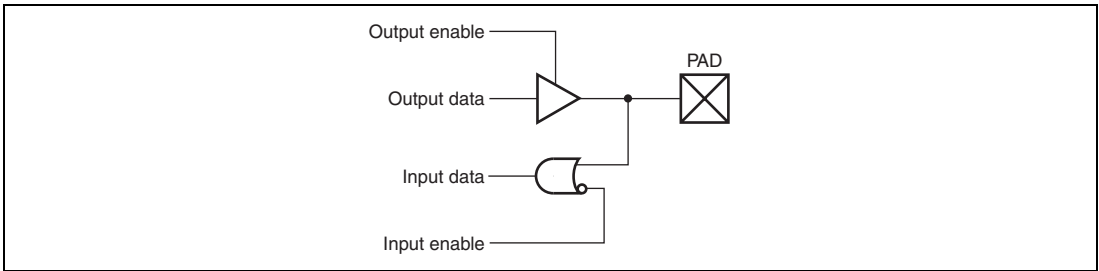 Output enable
PAD
Output data
Input data
Input enable